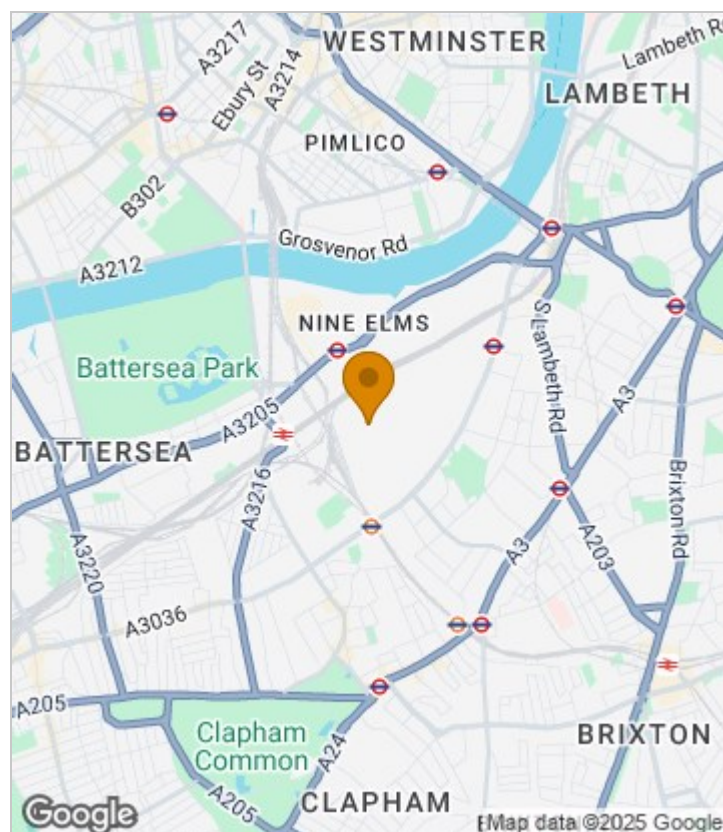 A3217
WESTMINSTER
Lambeth Rd
A3214
Ebury St
LAMBETH
PIMLICO
B302
Grosvenor Rd
A3212
NINE ELMS
S Lambeth Rd
Battersea Park
A3205
A3
BATTERSEA
Brixton Rd
A3216
A203
A3
A3220
A3036
A205
A205
Clapham
Common
BRIXTON
A24
CLAPHAM
Google
Map data ©2025 Google